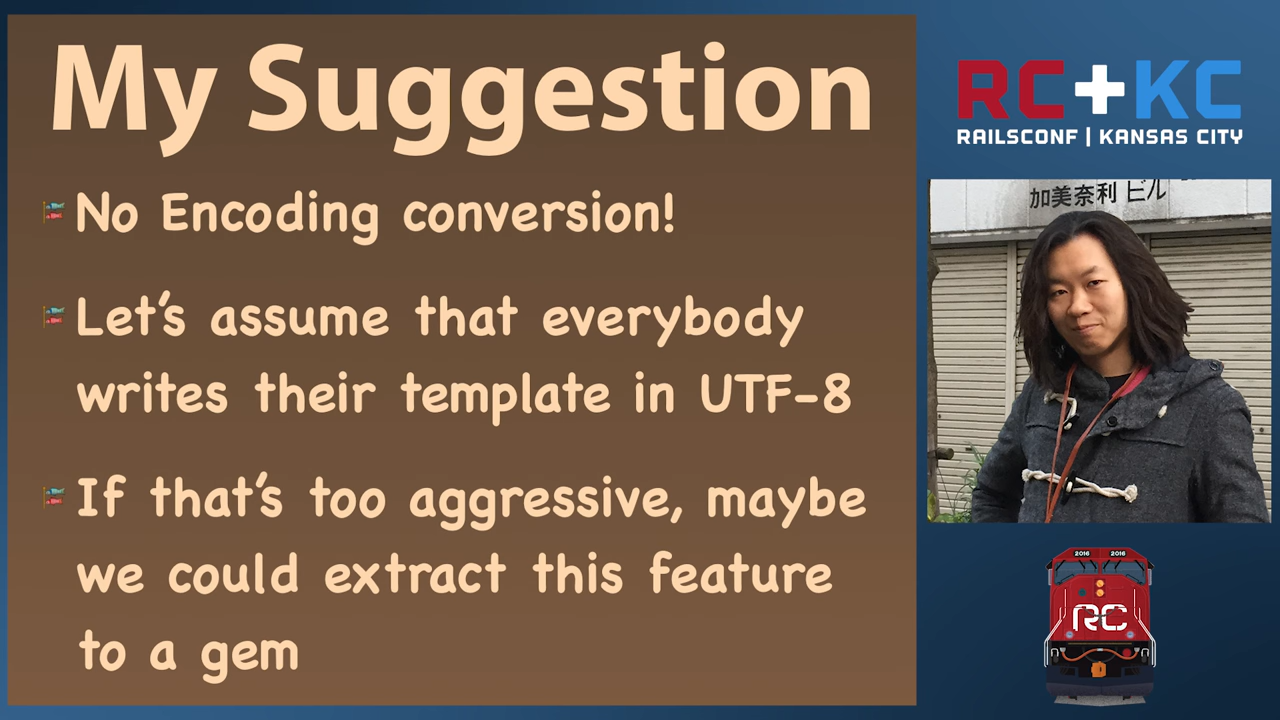 My Suggestion
No Encoding conversion!
Let's assume that everybody
writes their template in UTF-8
If that's too aggressive, maybe
we could extract this feature
to a gem
RC+KC
RAILSCONF | KANSAS CITY
加美奈利 ビル
2016 2016
RC